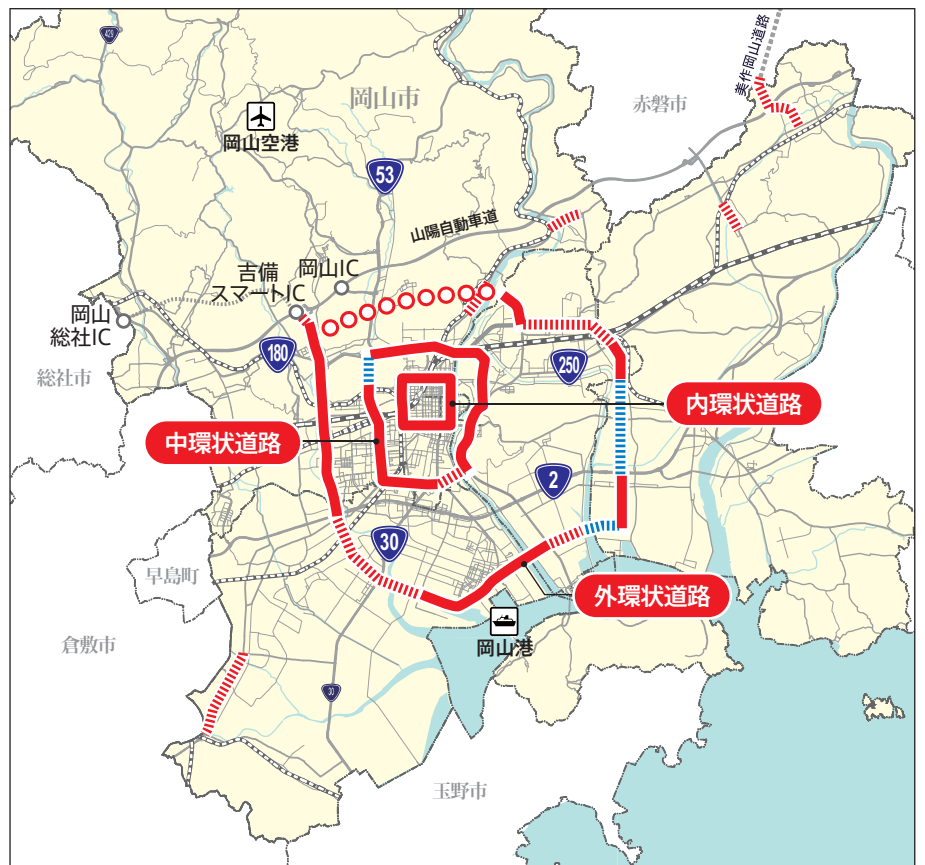 429
美作岡山道路
岡山市
赤磐市
岡山空港
53
山陽自動車道
吉備
スマートIC
岡山IC
岡山
総社IC
180
250
総社市
内環状道路
中環状道路
2
30
早島町
外環状道路
倉敷市
岡山港
30
玉野市